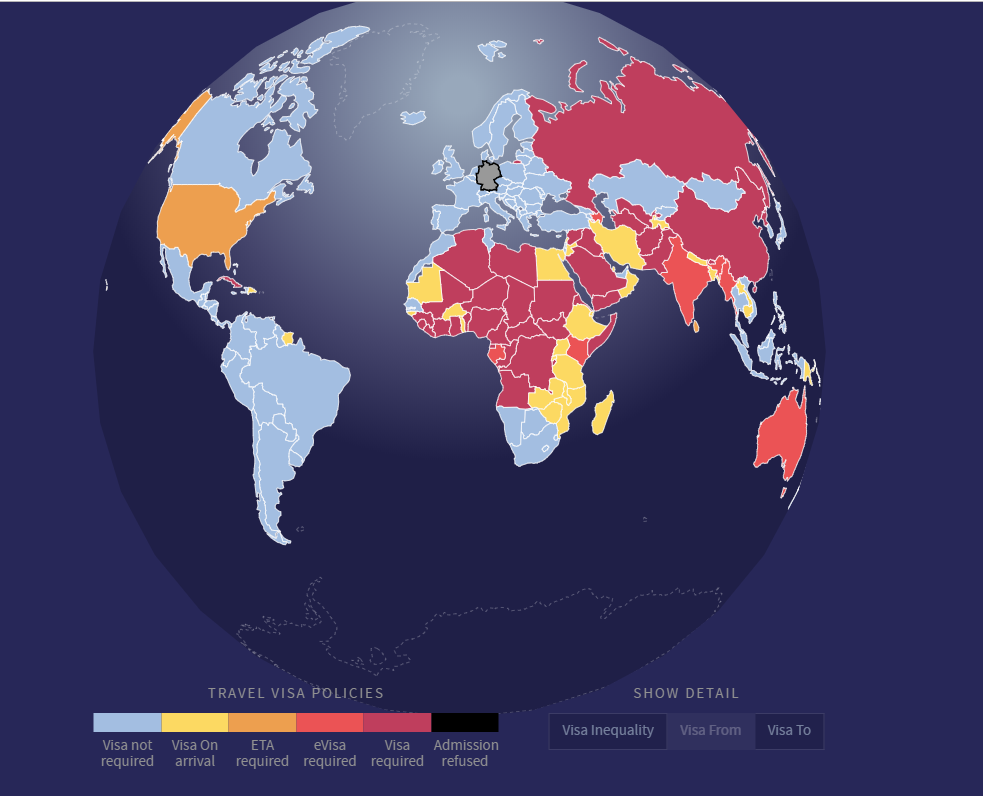 TRAVEL VISA POLICIES
Visa not required
Visa On arrival
ETA required
eVisa required
Visa required
Admission refused
SHOW DETAIL
Visa Inequality
Visa From
Visa To